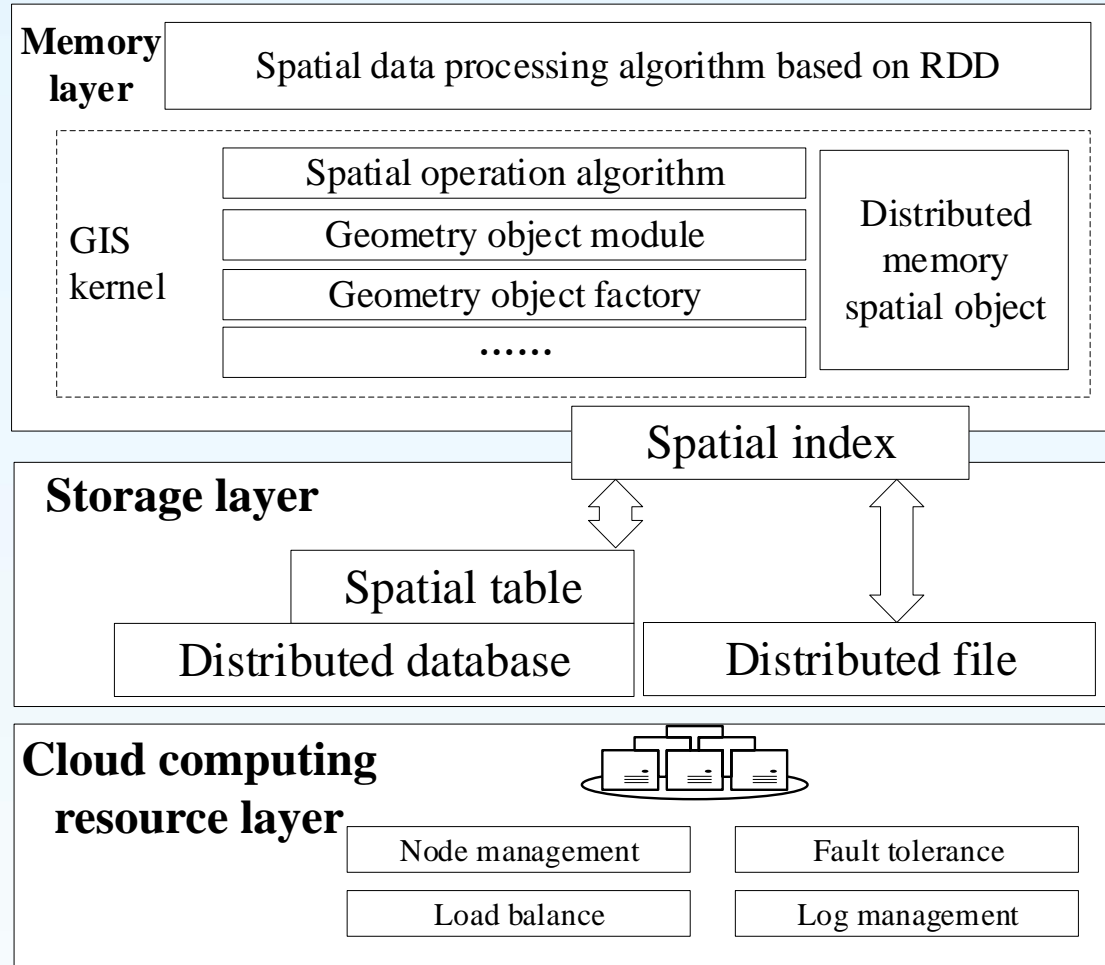 Memory
layer
Spatial data processing algorithm based on RDD
GIS
kernel
Spatial operation algorithm
Geometry object module
Geometry object factory
······
Distributed
memory
spatial object
Spatial index
Storage layer
Spatial table
Distributed database
Distributed file
Cloud computing
resource layer
Node management
Fault tolerance
Load balance
Log management